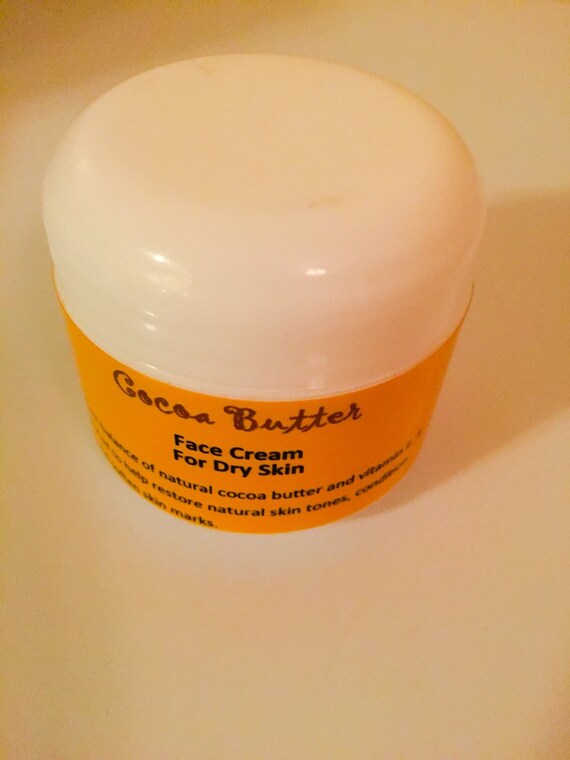 Cocoa Butter
Face Cream
For Dry Skin
of natural cocoa butter and vitamin E
to help restore natural skin tones, condition
skin marks.